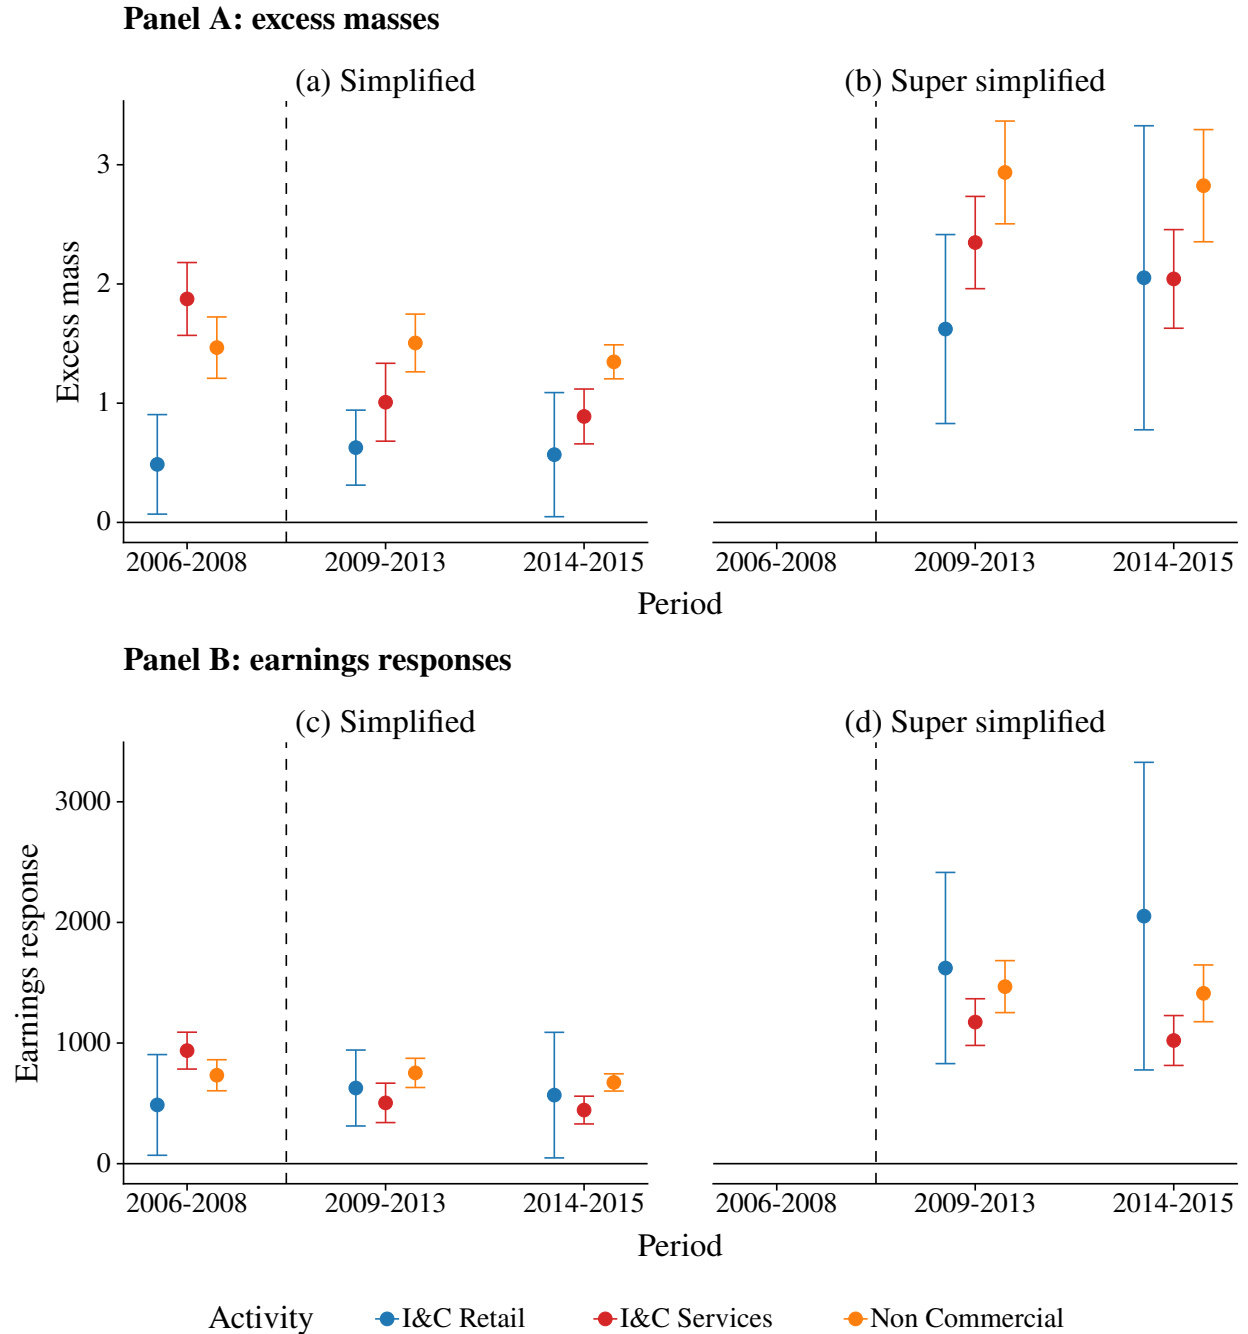 Panel A: excess masses
(a) Simplified
(b) Super simplified
Excess mass
3
2
1
0
2006-2008
2009-2013
2014-2015
2006-2008
2009-2013
2014-2015
Period
Panel B: earnings responses
(c) Simplified
(d) Super simplified
Earnings response
3000
2000
1000
0
2006-2008
2009-2013
2014-2015
2006-2008
2009-2013
2014-2015
Period
Activity I&C Retail I&C Services Non Commercial